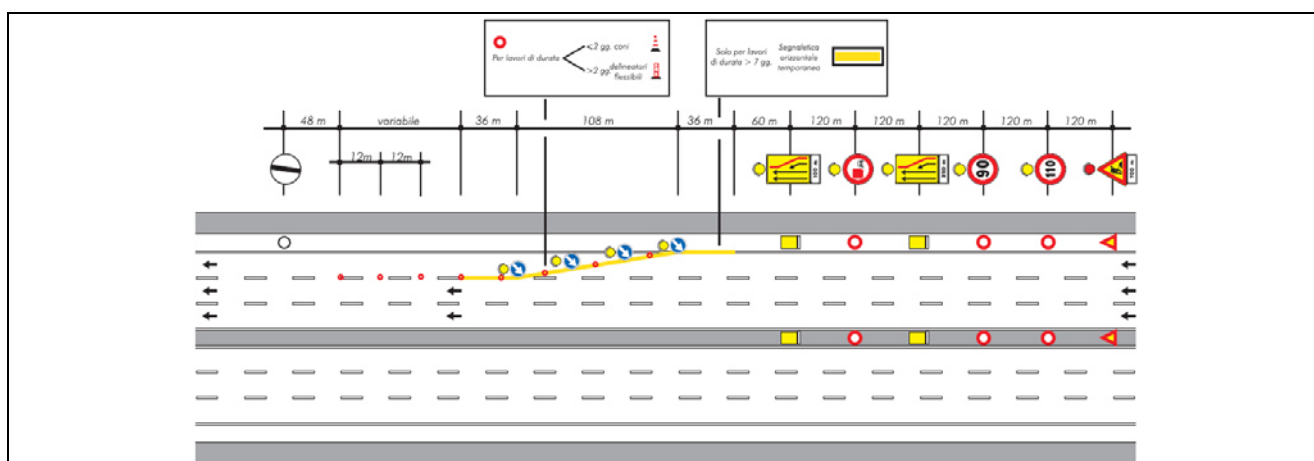 Per lavori di durata
<2 gg. coni
>2 gg. delineatori
flessibili
Solo per lavori
di durata > 7 gg.
Segnaletica
orizzontale
temporanea
48 m
variabile
36 m
108 m
36 m
60 m
120 m
120 m
120 m
120 m
120 m
12m
12m
90
110